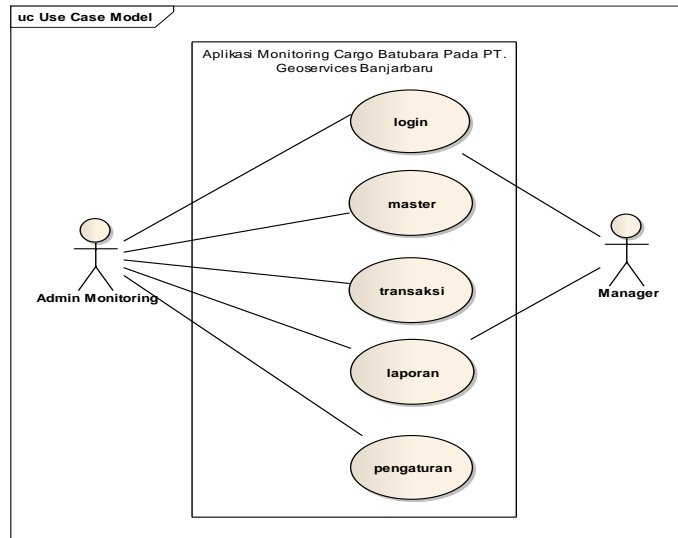 uc Use Case Model
Aplikasi Monitoring Cargo Batubara Pada PT.
Geoservices Banjarbaru
login
master
transaksi
laporan
pengaturan
Admin Monitoring
Manager